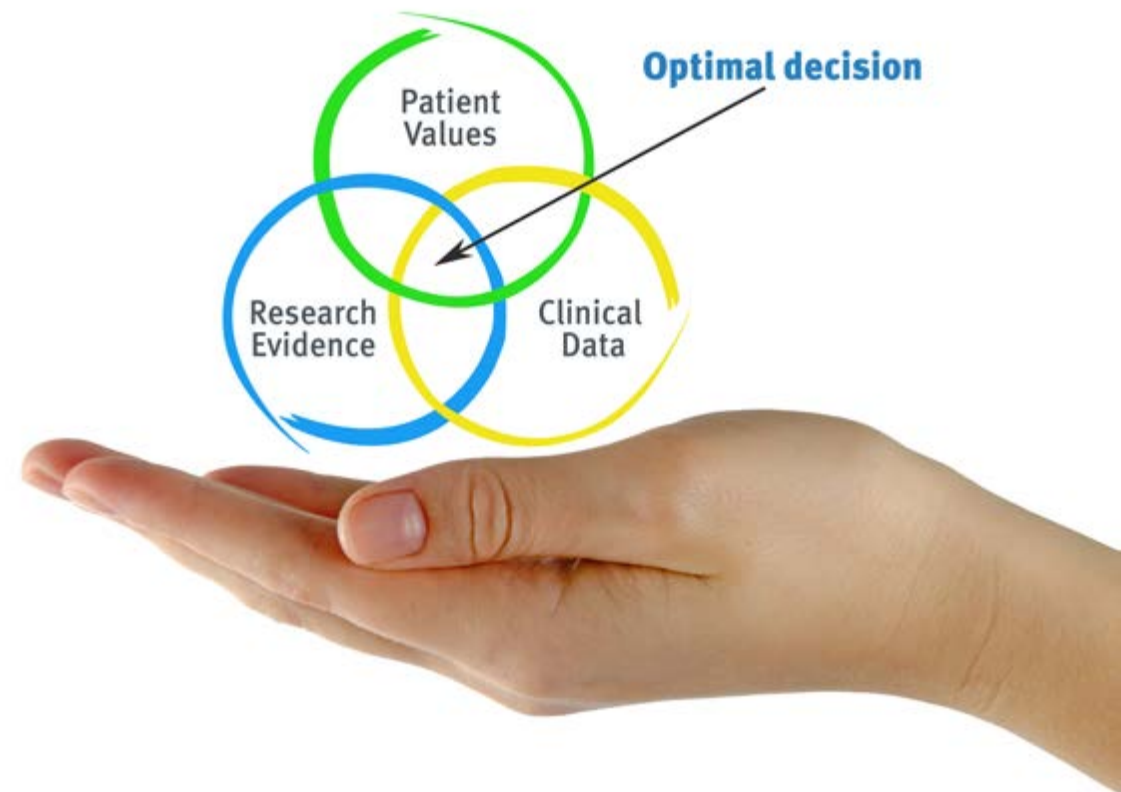 Optimal decision
Patient
Values
Research
Evidence
Clinical
Data